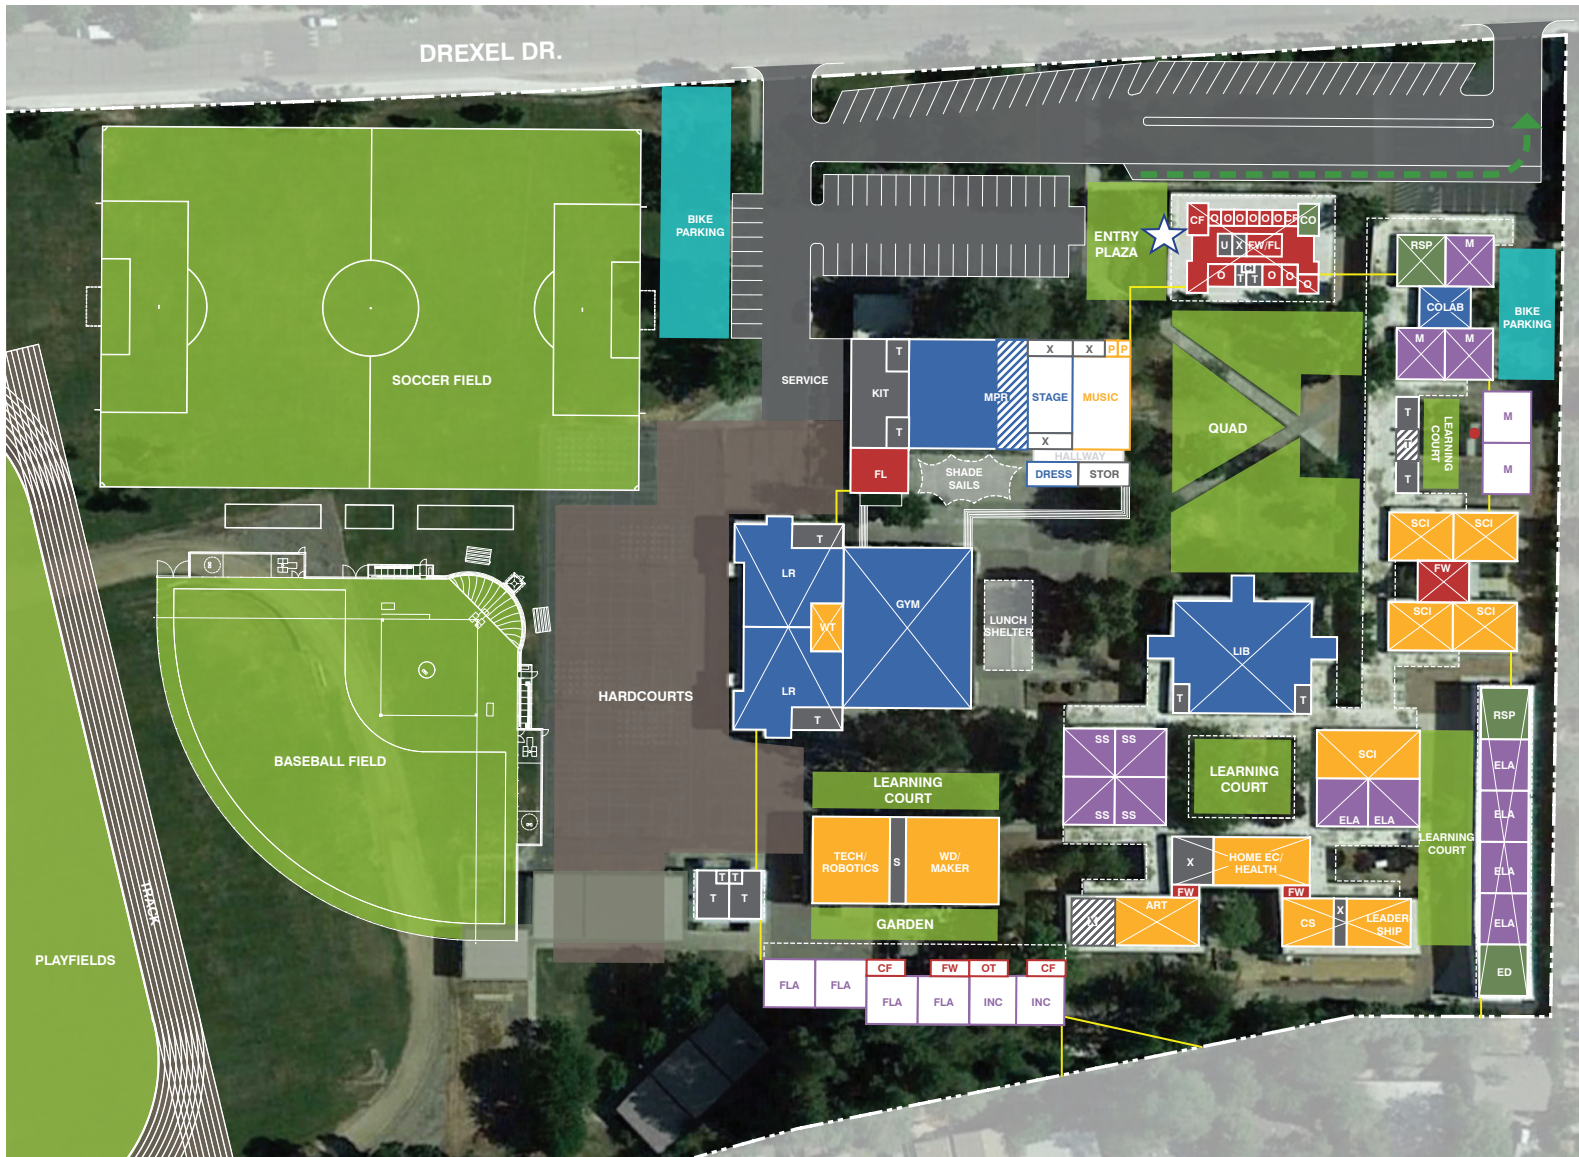 DREXEL DR.
BIKE
PARKING
ENTRY
PLAZA
CF
O
O
O
O
O
O
CF
CO
U
X
FW/FL
O
T
T
O
O
O
RSP
M
COLAB
M
M
BIKE
PARKING
SOCCER FIELD
SERVICE
KIT
T
T
FL
MPR
X
X
P
P
STAGE
MUSIC
X
HALLWAY
DRESS
STOR
SHADE
SAILS
QUAD
T
T
LEARNING
COURT
M
M
SCI
SCI
FW
SCI
SCI
T
LR
WT
LR
T
GYM
LUNCH
SHELTER
LIB
T
T
HARDCOURTS
BASEBALL FIELD
RSP
ELA
ELA
ELA
ELA
ED
SS
SS
SS
SS
LEARNING
COURT
SCI
ELA
ELA
LEARNING
COURT
LEARNING
COURT
TECH/
ROBOTICS
S
WD/
MAKER
GARDEN
X
HOME EC/
HEALTH
FW
FW
ART
CS
X
LEADER
SHIP
T
T
T
T
TRACK
PLAYFIELDS
FLA
FLA
CF
FW
OT
CF
FLA
FLA
INC
INC